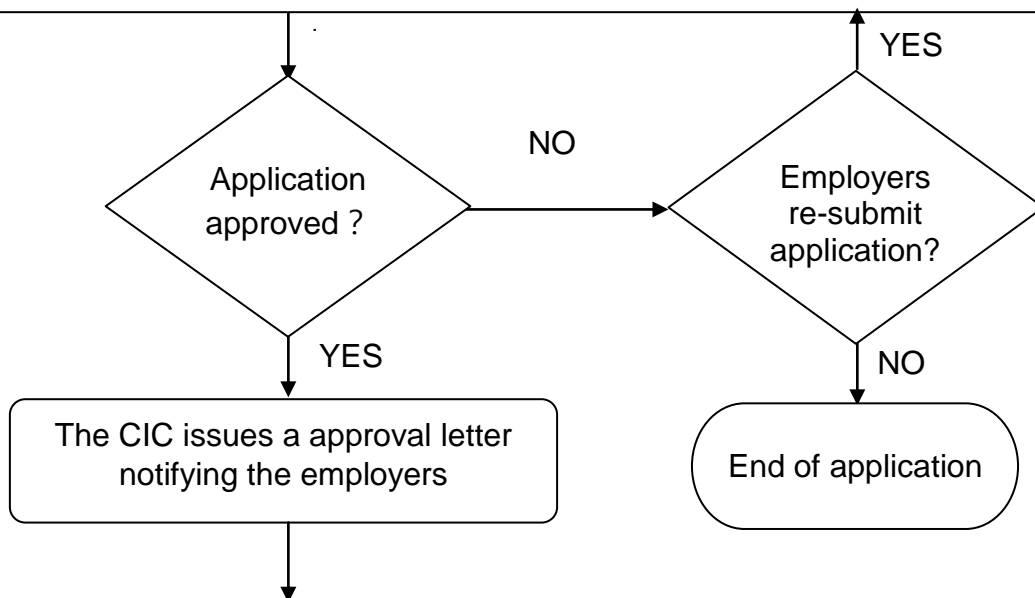 YES
NO
Application
approved？
Employers
re-submit
application?
YES
NO
The CIC issues a approval letter
notifying the employers
End of application